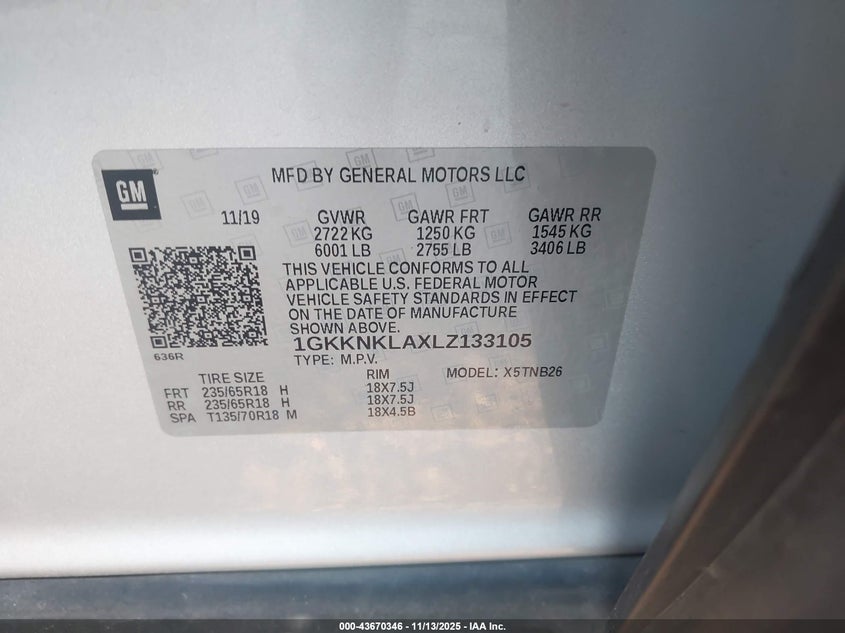 GM
MFD BY GENERAL MOTORS LLC
11/19 GVWR GAWR FRT GAWR RR
2722 KG 1250 KG 1545 KG
6001 LB 2755 LB 3406 LB
THIS VEHICLE CONFORMS TO ALL
APPLICABLE U.S. FEDERAL MOTOR
VEHICLE SAFETY STANDARDS IN EFFECT
ON THE DATE OF MANUFACTURE
SHOWN ABOVE.
636R
1GKKNKLAXLZ133105
TYPE: M.P.V.
TIRE SIZE RIM MODEL: X5TNB26
FRT 235/65R18 H 18X7.5J
RR 235/65R18 H 18X7.5J
SPA T135/70R18 M 18X4.5B
000-43670346 - 11/13/2025 - IAA Inc.